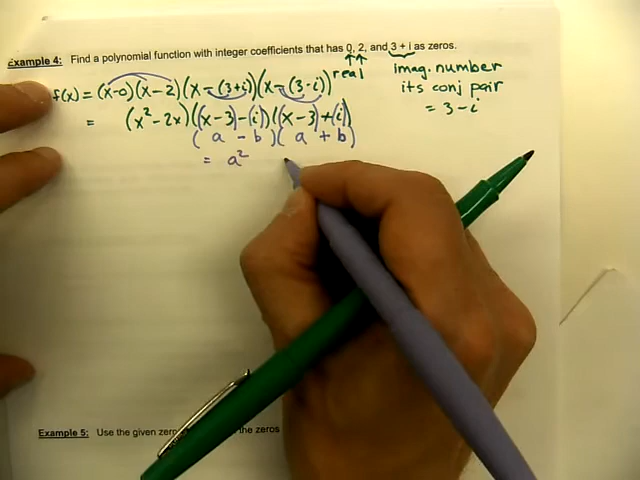 Example 4: Find a polynomial function with integer coefficients that has 0, 2, and 3 + i as zeros.
real
imag. number
its conj pair
= 3 - i
f(x) = (x-0)(x-2)(x-(3+i))(x-(3-i))
= (x²-2x)((x-3)-(i))((x-3)+(i))
(a - b)(a + b)
= a²
Example 5: Use the given the zeros